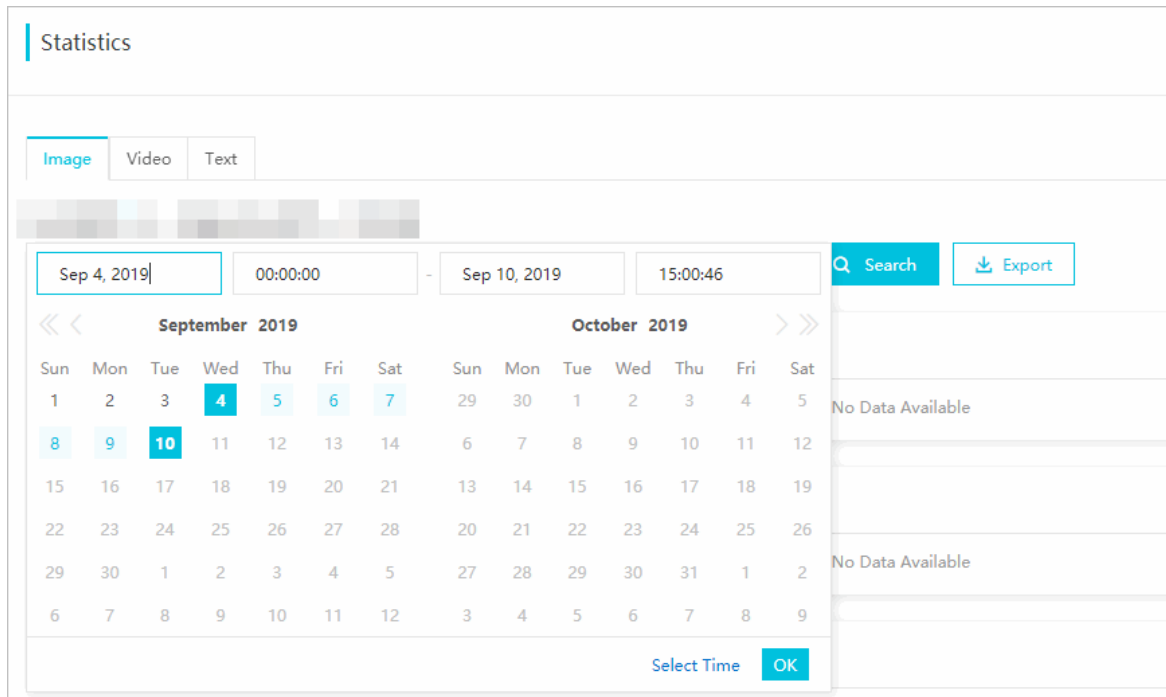 Statistics
Image Video Text
Sep 4, 2019 00:00:00 - Sep 10, 2019 15:00:46 Search Export
September 2019 October 2019
Sun Mon Tue Wed Thu Fri Sat Sun Mon Tue Wed Thu Fri Sat
1 2 3 4 5 6 7 29 30 1 2 3 4 5 No Data Available
8 9 10 11 12 13 14 6 7 8 9 10 11 12
15 16 17 18 19 20 21 13 14 15 16 17 18 19
22 23 24 25 26 27 28 20 21 22 23 24 25 26
29 30 1 2 3 4 5 27 28 29 30 31 1 2 No Data Available
6 7 8 9 10 11 12 3 4 5 6 7 8 9
Select Time OK